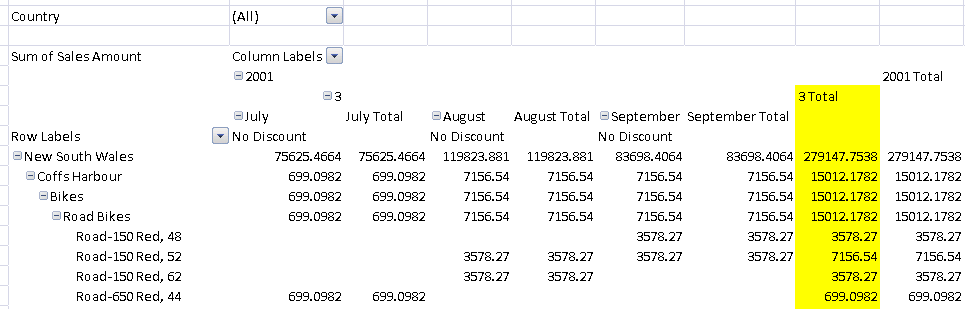 Country (All)
Sum of Sales Amount Column Labels
2001 2001 Total
3 3 Total
July July Total August August Total September September Total
Row Labels No Discount No Discount No Discount
New South Wales 75625.4664 75625.4664 119823.881 119823.881 83698.4064 83698.4064 279147.7538 279147.7538
Coffs Harbour 699.0982 699.0982 7156.54 7156.54 7156.54 7156.54 15012.1782 15012.1782
Bikes 699.0982 699.0982 7156.54 7156.54 7156.54 7156.54 15012.1782 15012.1782
Road Bikes 699.0982 699.0982 7156.54 7156.54 7156.54 7156.54 15012.1782 15012.1782
Road-150 Red, 48 3578.27 3578.27 3578.27 3578.27
Road-150 Red, 52 3578.27 3578.27 3578.27 3578.27 7156.54 7156.54
Road-150 Red, 62 3578.27 3578.27 3578.27 3578.27
Road-650 Red, 44 699.0982 699.0982 699.0982 699.0982